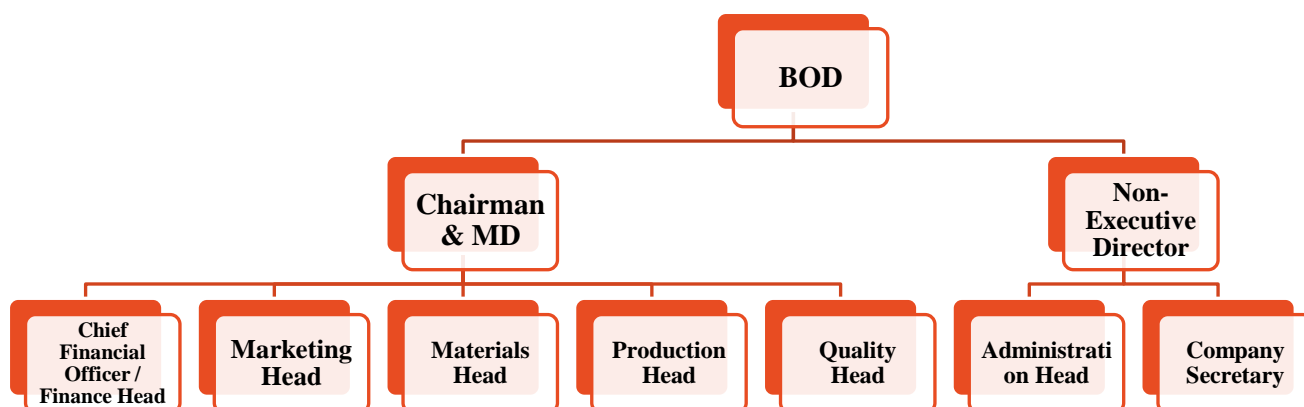 BOD
Chairman
& MD
Non-
Executive
Director
Chief
Financial
Officer /
Finance Head
Marketing
Head
Materials
Head
Production
Head
Quality
Head
Administrati
on Head
Company
Secretary